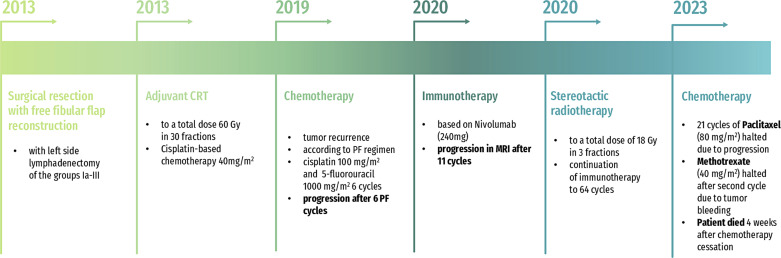 2013
2013
2019
2020
2020
2023
Surgical resection
with free fibular flap
reconstruction
• with left side
lymphadenectomy
of the groups Ia-III
Adjuvant CRT
• to a total dose 60 Gy
in 30 fractions
• Cisplatin-based
chemotherapy 40mg/m²
Chemotherapy
• tumor recurrence
• according to PF regimen
• cisplatin 100 mg/m²
and 5-fluorouracil
1000 mg/m² 6 cycles
• progression after 6 PF
cycles
Immunotherapy
• based on Nivolumab
(240mg)
• progression in MRI after
11 cycles
Stereotactic
radiotherapy
• to a total dose of 18 Gy
in 3 fractions
• continuation
of immunotherapy
to 64 cycles
Chemotherapy
• 21 cycles of Paclitaxel
(80 mg/m²) halted
due to progression
• Methotrexate
(40 mg/m²) halted
after second cycle
due to tumor
bleeding
• Patient died 4 weeks
after chemotherapy
cessation